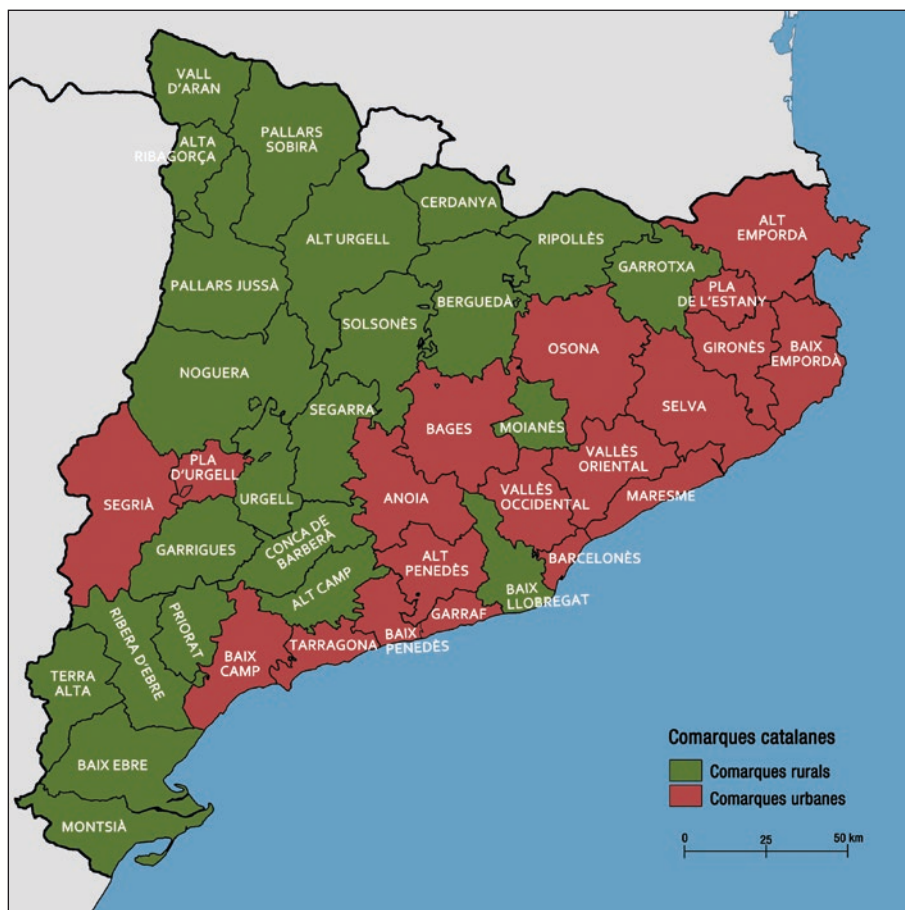 VALL
D'ARAN
ALTA
RIBAGORÇA
PALLARS
SOBIRÀ
CERDANYA
ALT URGELL
RIPOLLÈS
GARROTXA
ALT
EMPORDÀ
PLA
DE L'ESTANY
PALLARS JUSSÀ
SOLSONÈS
BERGUEDÀ
OSONA
GIRONÈS
BAIX
EMPORDÀ
NOGUERA
SEGARRA
BAGES
MOIANÈS
SELVA
VALLÈS
ORIENTAL
PLA
D'URGELL
SEGRIÀ
URGELL
ANOIA
VALLÈS
OCCIDENTAL
MARESME
GARRIGUES
CONCA DE
BARBERÀ
ALT
PENEDÈS
BARCELONÈS
ALT CAMP
BAIX
LLOBREGAT
GARRAF
PRIORAT
RIBERA D'EBRE
BAIX
CAMP
TARRAGONA
BAIX
PENEDÈS
TERRA
ALTA
BAIX EBRE
MONTSIÀ
Comarques catalanes
Comarques rurals
Comarques urbanes
0 25 50 km